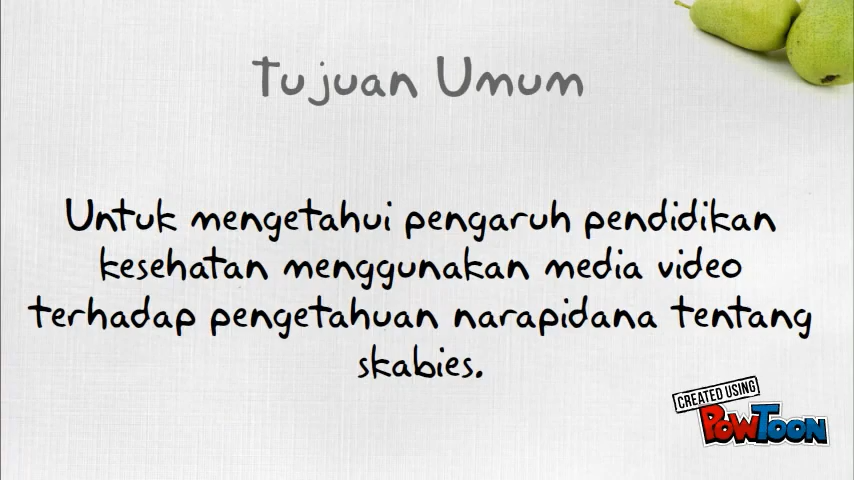 Tujuan Umum
Untuk mengetahui pengaruh pendidikan
kesehatan menggunakan media video
terhadap pengetahuan narapidana tentang
skabies.
CREATED USING
POWTOON